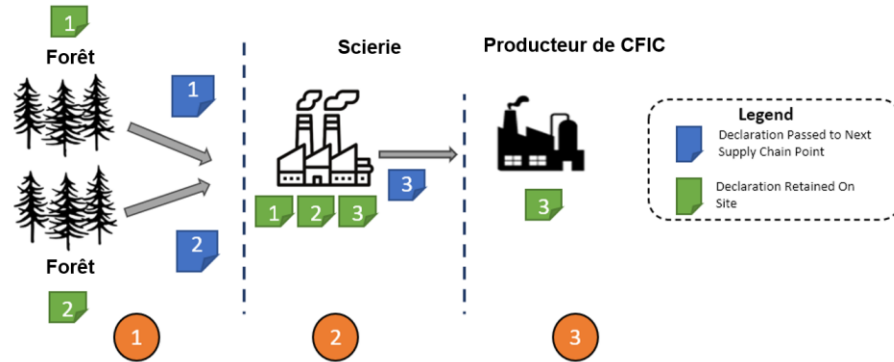 1
Forêt
1
2
Forêt
2
1
Scierie
1 2 3
3
2
Producteur de CFIC
3
3
Legend
Declaration Passed to Next
Supply Chain Point
Declaration Retained On
Site